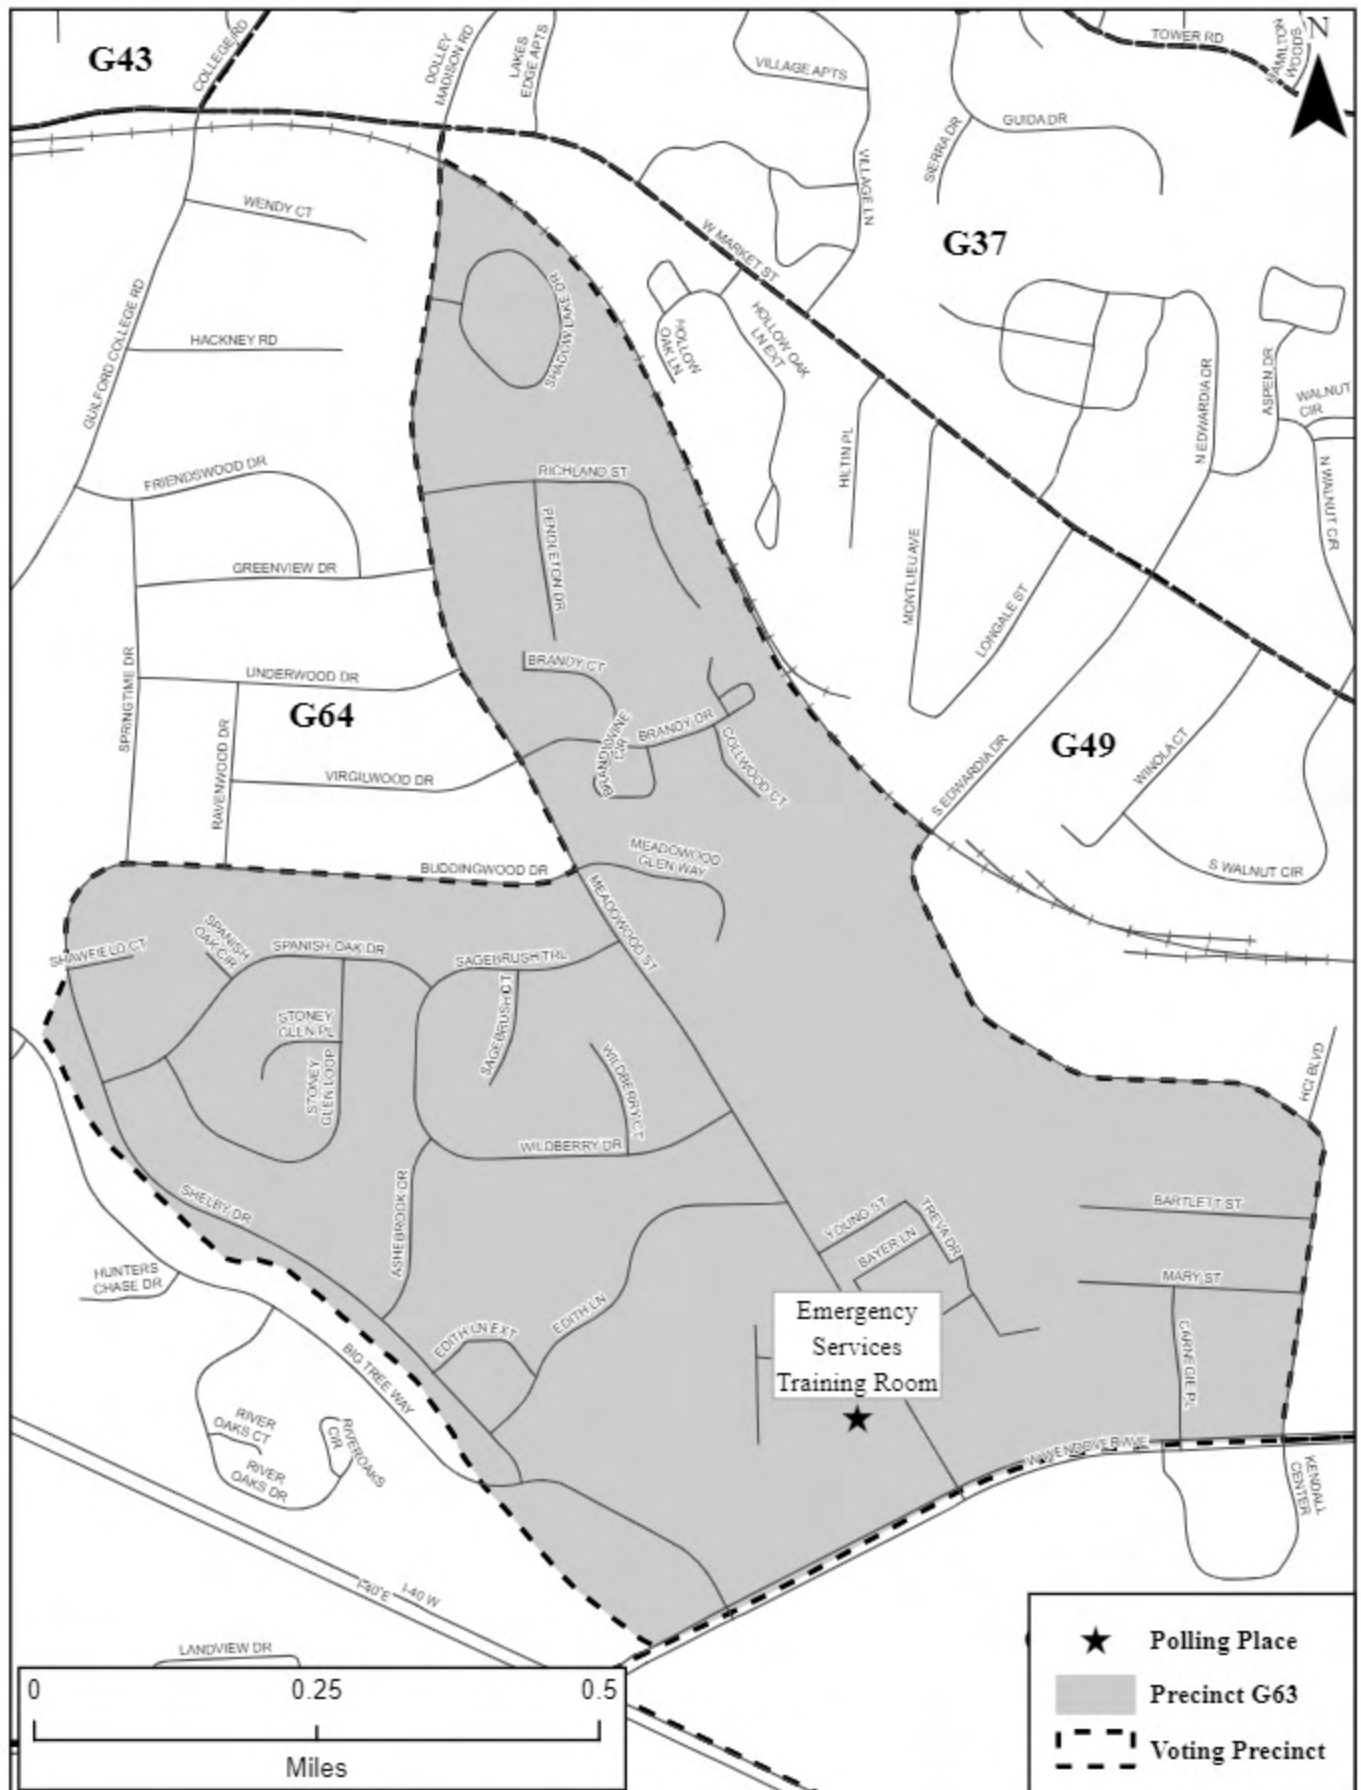 G43
COLLEGE RD
DOLLEY
MADISON RD
LAKES
EDGE APTS
VILLAGE APTS
TOWER RD
HAMILTON
WOODS
N
GUIDA DR
SIERRA DR
VILLAGE LN
WENDY CT
G37
W MARKET ST
GUILFORD COLLEGE RD
SHADOWLAKE DR
HACKNEY RD
HOLLOW
OAK LN
HOLLOW OAK
LN EXT
ASPEN DR
WALNUT
CIR
N EDWARDIA DR
HILTIN PL
N WALNUT CIR
FRIENDSWOOD DR
RICHLAND ST
PENDLETON DR
GREENVIEW DR
MONTLIEU AVE
LONGALE ST
SPRINGTIME DR
UNDERWOOD DR
BRANDY CT
G64
RAVENWOOD DR
BRANDYWINE
CIR
BRANDY DR
COLLWOOD CT
VIRGILWOOD DR
G49
WINOLA CT
S EDWARDIA DR
BUDDINGWOOD DR
MEADOWOOD
GLEN WAY
S WALNUT CIR
MEADOWOOD ST
SHAWFIELD CT
SPANISH
OAK CIR
SPANISH OAK DR
SAGEBRUSH TRL
SAGEBRUSH CT
STONEY
GLEN PL
STONEY
GLEN LOOP
WILDBERRY CT
WILDBERRY DR
HCI BLVD
SHELBY DR
ASHEBROOK DR
YOUNG ST
TREVA DR
BAYER LN
BARTLETT ST
MARY ST
HUNTERS
CHASE DR
EDITH LN
EDITH LN EXT
BIG TREE WAY
Emergency
Services
Training Room
CARNEGIE PL
RIVER
OAKS CT
RIVEROAKS
CIR
RIVER
OAKS DR
W WENDOVER AVE
KENDALL
CENTER
I-40 E
I-40 W
LANDVIEW DR
0 0.25 0.5
Miles
Polling Place
Precinct G63
Voting Precinct